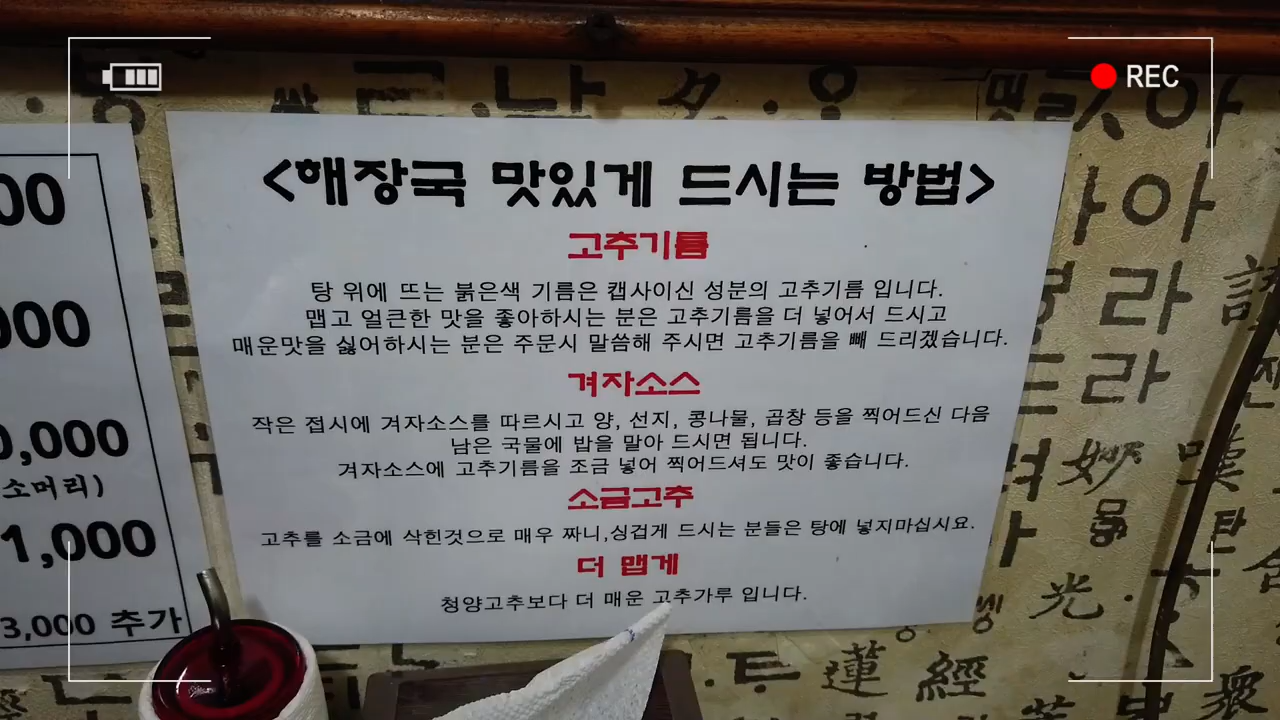 REC
<해장국 맛있게 드시는 방법>
고추기름
탕 위에 뜨는 붉은색 기름은 캡사이신 성분의 고추기름 입니다.
맵고 얼큰한 맛을 좋아하시는 분은 고추기름을 더 넣어서 드시고
매운맛을 싫어하시는 분은 주문시 말씀해 주시면 고추기름을 빼 드리겠습니다.
겨자소스
작은 접시에 겨자소스를 따르시고 양, 선지, 콩나물, 곱창 등을 찍어드신 다음
남은 국물에 밥을 말아 드시면 됩니다.
겨자소스에 고추기름을 조금 넣어 찍어드셔도 맛이 좋습니다.
소금고추
고추를 소금에 삭힌것으로 매우 짜니,싱겁게 드시는 분들은 탕에 넣지마십시요.
더 맵게
청양고추보다 더 매운 고추가루 입니다.
00
000
0,000
소머리)
1,000
3,000 추가
아
라
드라
妙
光
蓮
經